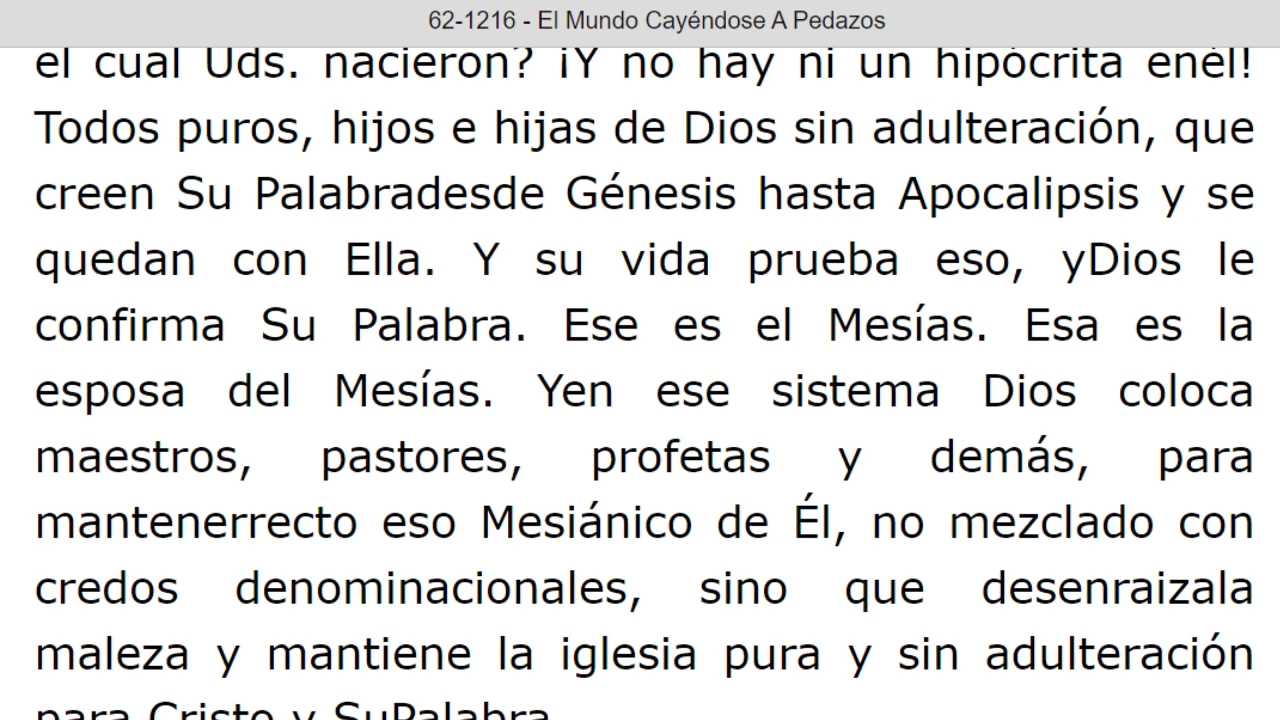 62-1216 - El Mundo Cayéndose A Pedazos
el cual Uds. nacieron? ¡Y no hay ni un hipócrita enél!
Todos puros, hijos e hijas de Dios sin adulteración, que
creen Su Palabradesde Génesis hasta Apocalipsis y se
quedan con Ella. Y su vida prueba eso, yDios le
confirma Su Palabra. Ese es el Mesías. Esa es la
esposa del Mesías. Yen ese sistema Dios coloca
maestros, pastores, profetas y demás, para
mantenerrecto eso Mesiánico de Él, no mezclado con
credos denominacionales, sino que desenraizala
maleza y mantiene la iglesia pura y sin adulteración
para Cristo y SuPalabra.